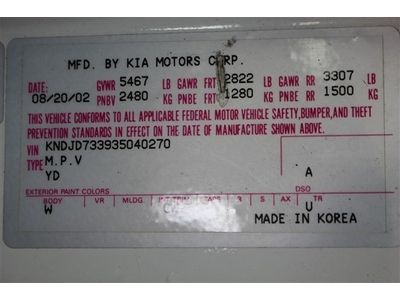 MFD. BY KIA MOTORS CORP.
DATE: GVWR 5467 LB GAWR FRT 2822 LB GAWR RR 3307 LB
08/20/02 PNBV 2480 KG PNBE FRT 1280 KG PNBE RR 1500 KG
THIS VEHICLE CONFORMS TO ALL APPLICABLE FEDERAL MOTOR VEHICLE SAFETY,BUMPER,AND THEFT
PREVENTION STANDARDS IN EFFECT ON THE DATE OF MANUFACTURE SHOWN ABOVE.
VIN KNDJD733935040270
TYPE M.P.V
YD A
EXTERIOR PAINT COLORS DSO
BODY VR MLDG INT TRIM TAPE R S AX TR
W U
MADE IN KOREA